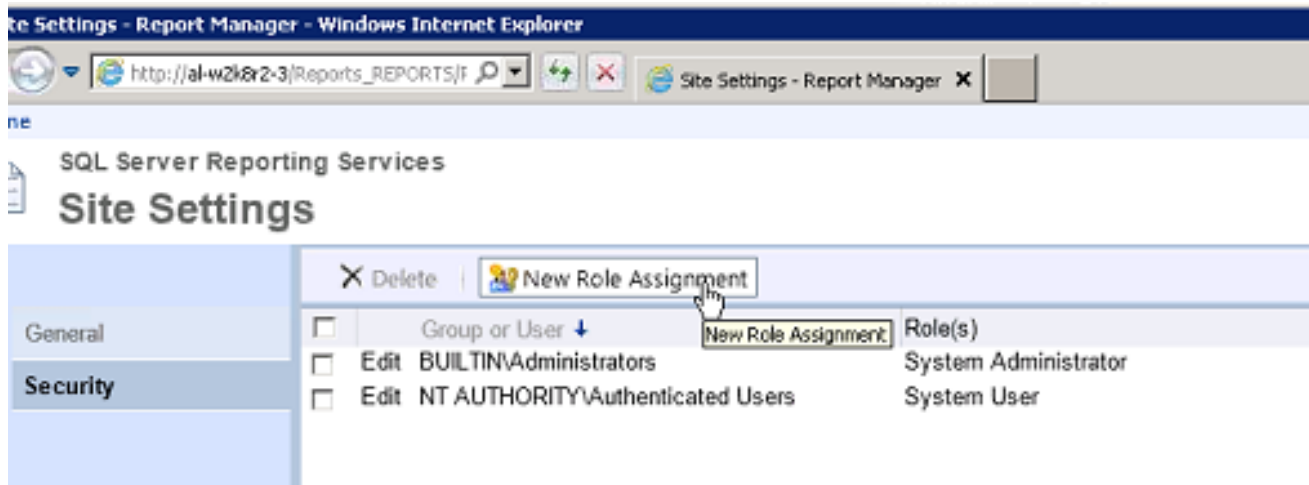 te Settings - Report Manager - Windows Internet Explorer
http://al-w2k8r2-3/Reports_REPORTS/F Site Settings - Report Manager
me
SQL Server Reporting Services
Site Settings
Delete New Role Assignment
General
Group or User Role(s)
New Role Assignment
Edit BUILTIN\Administrators System Administrator
Security
Edit NT AUTHORITY\Authenticated Users System User